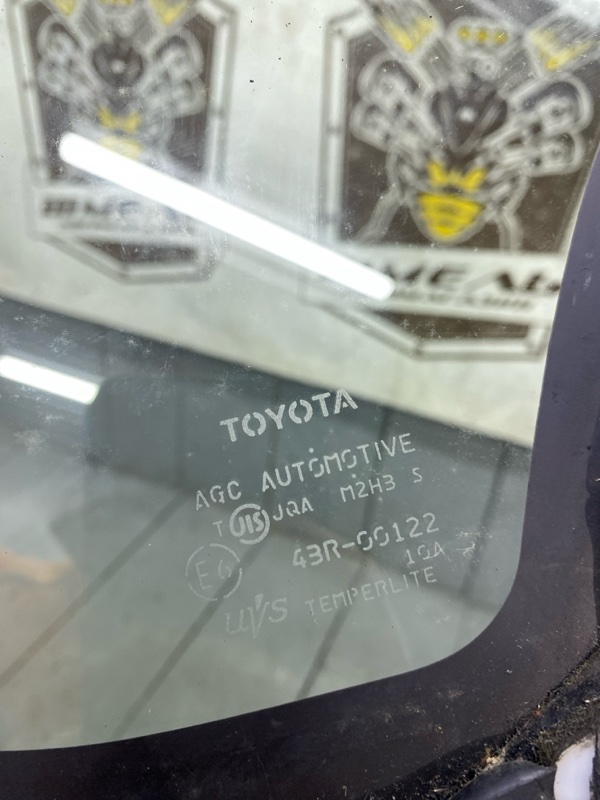 TOYOTA
AGC AUTOMOTIVE
T JIS JQA M2H3 S
E6 43R-00122
10A
UVS TEMPERLITE